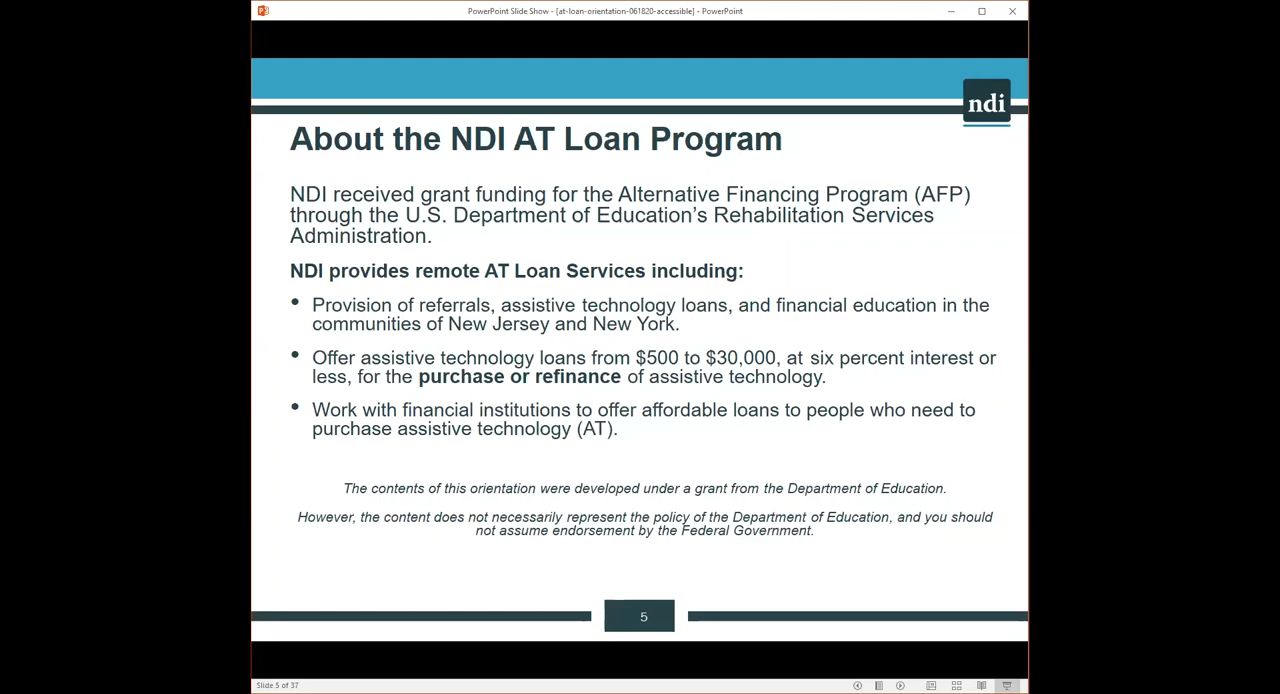 PowerPoint Slide Show - [at-loan-orientation-061820-accessible] - PowerPoint
ndi
About the NDI AT Loan Program
NDI received grant funding for the Alternative Financing Program (AFP)
through the U.S. Department of Education’s Rehabilitation Services
Administration.
NDI provides remote AT Loan Services including:
• Provision of referrals, assistive technology loans, and financial education in the
communities of New Jersey and New York.
• Offer assistive technology loans from $500 to $30,000, at six percent interest or
less, for the purchase or refinance of assistive technology.
• Work with financial institutions to offer affordable loans to people who need to
purchase assistive technology (AT).
The contents of this orientation were developed under a grant from the Department of Education.
However, the content does not necessarily represent the policy of the Department of Education, and you should
not assume endorsement by the Federal Government.
5
Slide 5 of 37